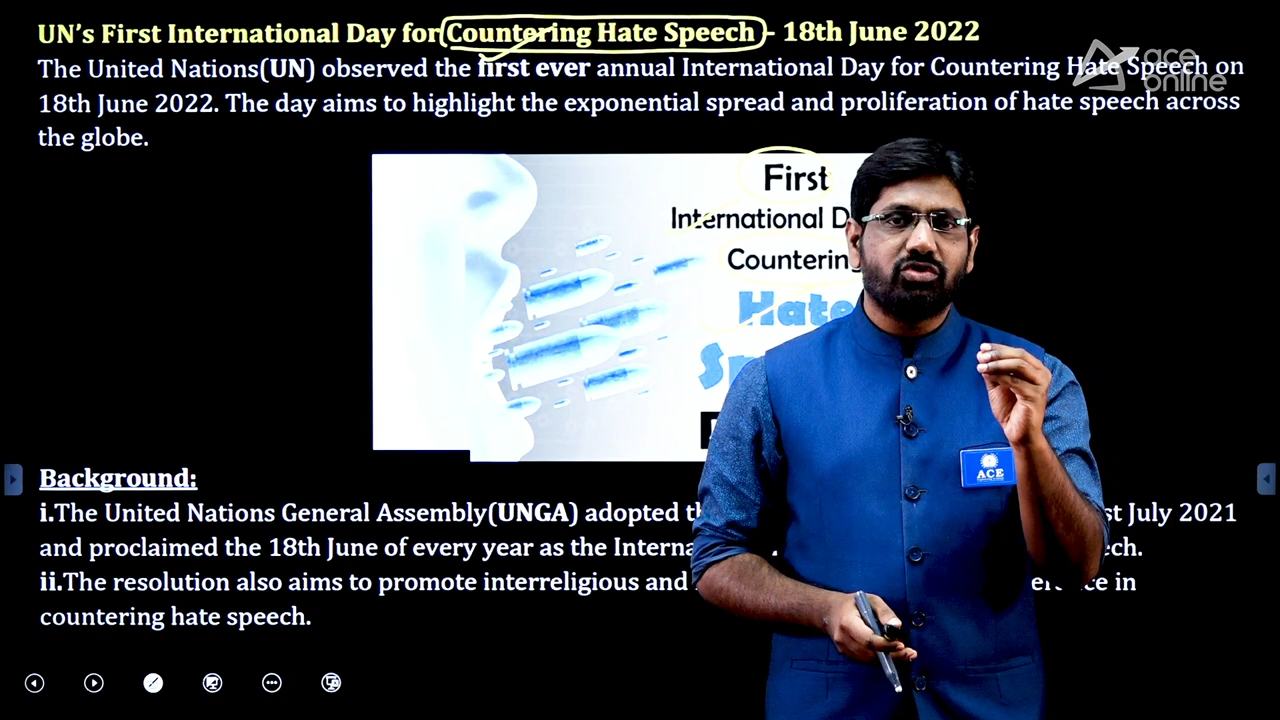 UN's First International Day for Countering Hate Speech - 18th June 2022
The United Nations(UN) observed the first ever annual International Day for Countering Hate Speech on
18th June 2022. The day aims to highlight the exponential spread and proliferation of hate speech across
the globe.
ace
online
First
International
Countering
Hate
ACE
Background:
i.The United Nations General Assembly(UNGA) adopted July 2021
and proclaimed the 18th June of every year as the
ii.The resolution also aims to promote interreligious and in
countering hate speech.